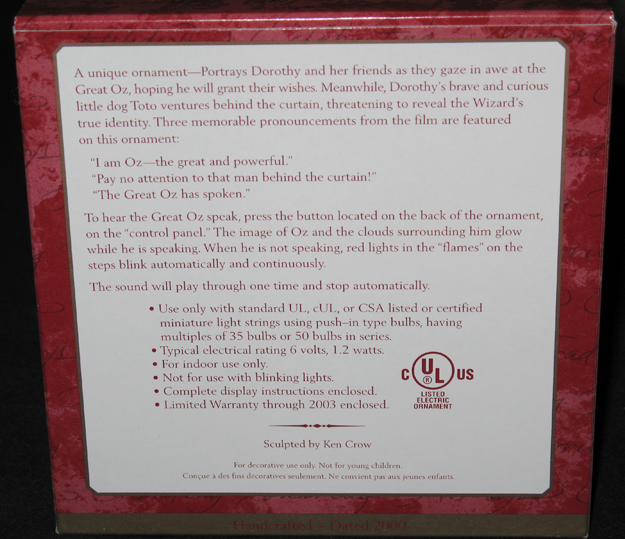 A unique ornament—Portrays Dorothy and her friends as they gaze in awe at the
Great Oz, hoping he will grant their wishes. Meanwhile, Dorothy's brave and curious
little dog Toto ventures behind the curtain, threatening to reveal the Wizard's
true identity. Three memorable pronouncements from the film are featured
on this ornament:
"I am Oz—the great and powerful."
"Pay no attention to that man behind the curtain!"
"The Great Oz has spoken."
To hear the Great Oz speak, press the button located on the back of the ornament,
on the "control panel." The image of Oz and the clouds surrounding him glow
while he is speaking. When he is not speaking, red lights in the "flames" on the
steps blink automatically and continuously.
The sound will play through one time and stop automatically.
• Use only with standard UL, cUL, or CSA listed or certified
miniature light strings using push–in type bulbs, having
multiples of 35 bulbs or 50 bulbs in series.
• Typical electrical rating 6 volts, 1.2 watts.
• For indoor use only.
• Not for use with blinking lights.
• Complete display instructions enclosed.
• Limited Warranty through 2003 enclosed.
C UL ® US
LISTED
ELECTRIC
ORNAMENT
Sculpted by Ken Crow
For decorative use only. Not for young children.
Conçue à des fins décoratives seulement. Ne convient pas aux jeunes enfants.
Handcrafted – Dated 2000